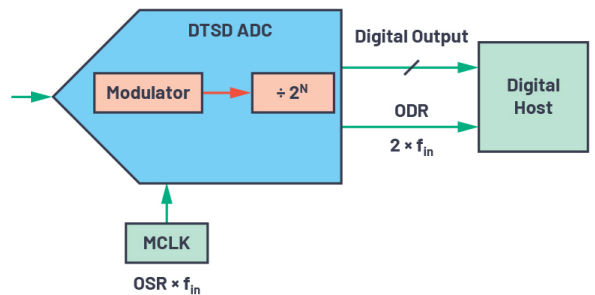 DTSD ADC
Modulator
÷ 2ᴺ
Digital Output
ODR
2 × fᵢₙ
Digital
Host
MCLK
OSR × fᵢₙ